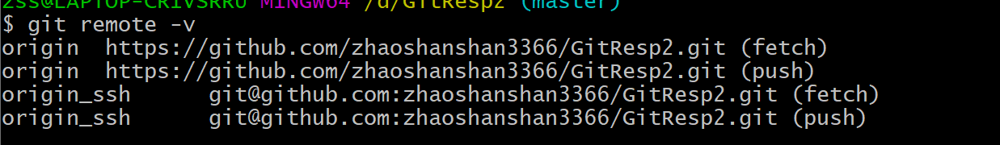 zss@LAPTOP-CR1VSRRU MINGW64 /d/GitResp2 (master)
$ git remote -v
origin  https://github.com/zhaoshanshan3366/GitResp2.git (fetch)
origin  https://github.com/zhaoshanshan3366/GitResp2.git (push)
origin_ssh      git@github.com:zhaoshanshan3366/GitResp2.git (fetch)
origin_ssh      git@github.com:zhaoshanshan3366/GitResp2.git (push)